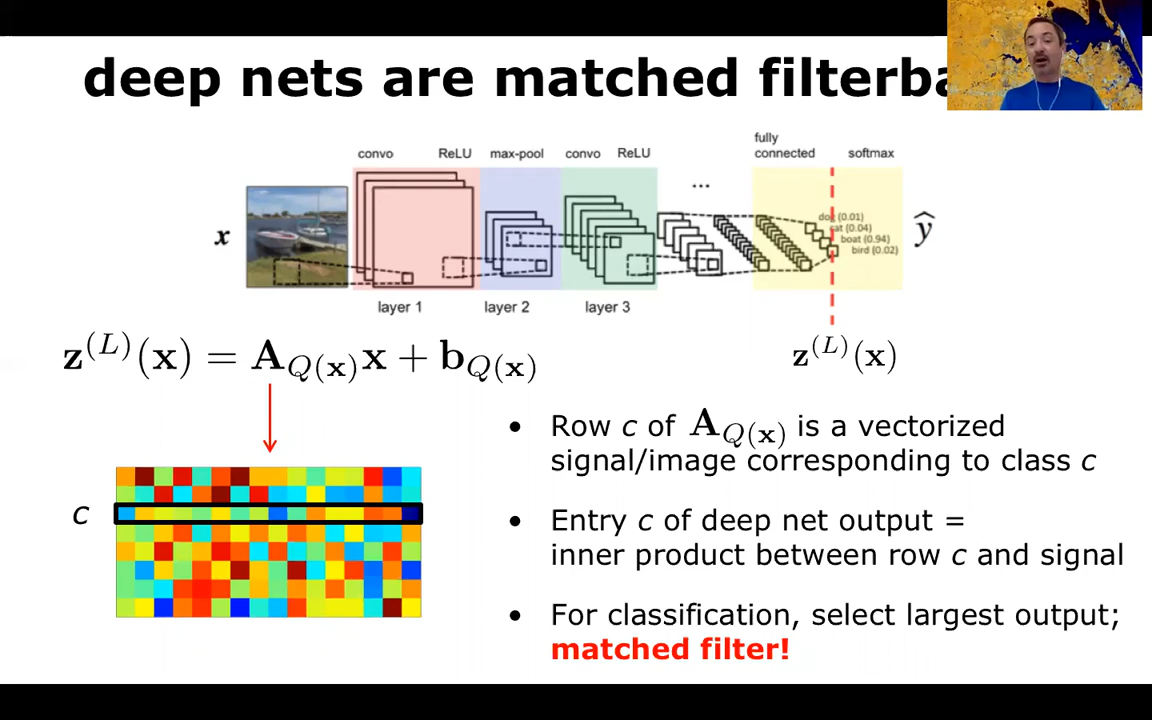 deep nets are matched
convo ReLU max-pool convo ReLU ... fully connected softmax
x
dog (0.01)
cat (0.04)
boat (0.94)
bird (0.02)
ŷ
layer 1 layer 2 layer 3
z^(L)(x) = A_Q(x) x + b_Q(x)
z^(L)(x)
• Row c of A_Q(x) is a vectorized
signal/image corresponding to class c
c
• Entry c of deep net output =
inner product between row c and signal
• For classification, select largest output;
matched filter!